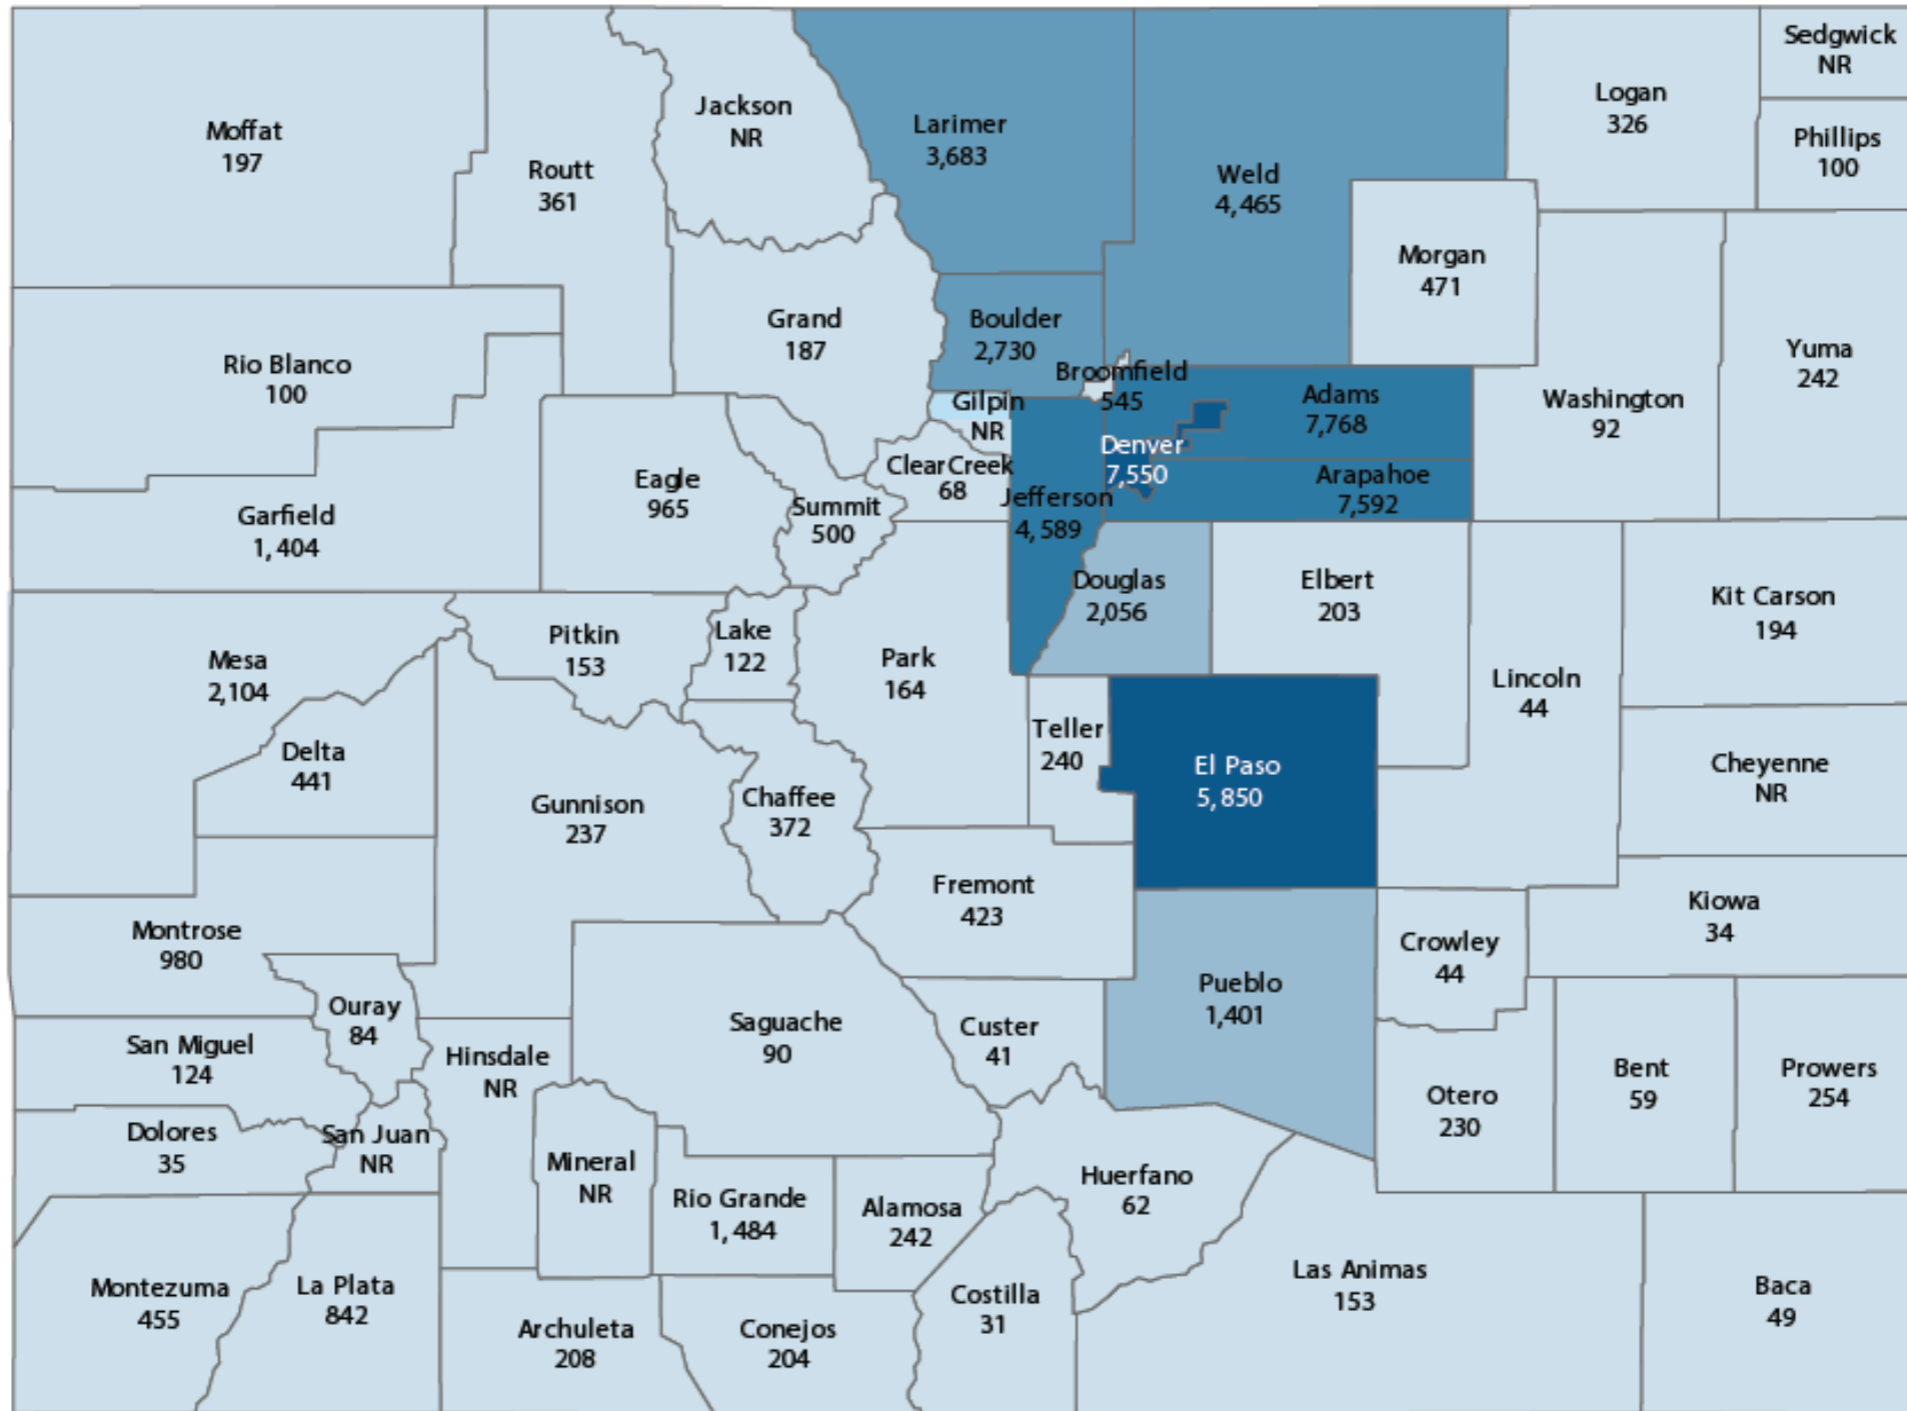 Moffat
197
Routt
361
Jackson
NR
Larimer
3,683
Weld
4,465
Logan
326
Sedgwick
NR
Phillips
100
Morgan
471
Grand
187
Boulder
2,730
Broomfield
545
Rio Blanco
100
Yuma
242
Washington
92
Adams
7,768
Gilpin
NR
Denver
7,550
Clear Creek
68
Arapahoe
7,592
Jefferson
4,589
Eagle
965
Summit
500
Garfield
1,404
Douglas
2,056
Elbert
203
Kit Carson
194
Pitkin
153
Lake
122
Mesa
2,104
Park
164
Lincoln
44
Teller
240
El Paso
5,850
Cheyenne
NR
Delta
441
Gunnison
237
Chaffee
372
Fremont
423
Kiowa
34
Montrose
980
Crowley
44
Pueblo
1,401
Ouray
84
Saguache
90
Custer
41
San Miguel
124
Hinsdale
NR
Otero
230
Bent
59
Prowers
254
Dolores
35
San Juan
NR
Mineral
NR
Rio Grande
1,484
Alamosa
242
Huerfano
62
Montezuma
455
La Plata
842
Archuleta
208
Conejos
204
Costilla
31
Las Animas
153
Baca
49